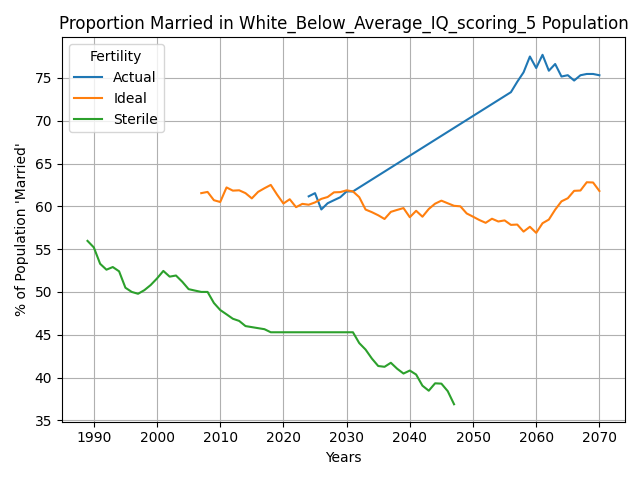 Proportion Married in White_Below_Average_IQ_scoring_5 Population
Fertility
Actual
Ideal
Sterile
% of Population 'Married'
75
70
65
60
55
50
45
40
35
1990
2000
2010
2020
2030
2040
2050
2060
2070
Years